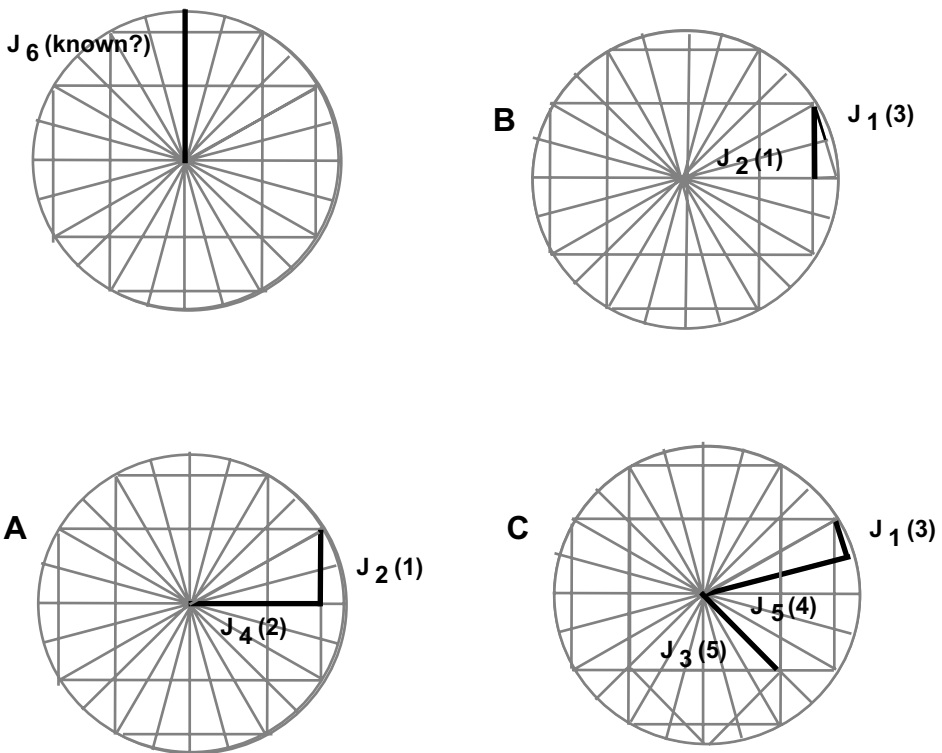 J 6 (known?)
B
J 1 (3)
J 2 (1)
A
J 2 (1)
J 4 (2)
C
J 1 (3)
J 5 (4)
J 3 (5)